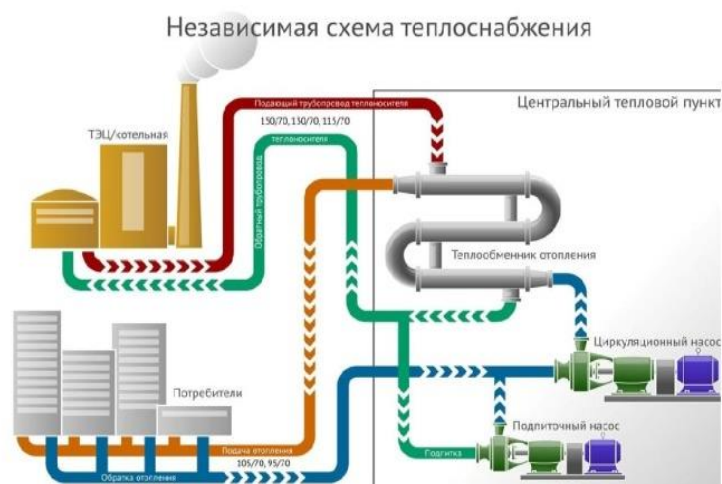 Независимая схема теплоснабжения
Подающий трубопровод теплоносителя
150/70, 130/70, 115/70
Центральный тепловой пункт
ТЭЦ/котельная
Обратный трубопровод
теплоносителя
Теплообменник отопления
Циркуляционный насос
Потребители
Подпиточный насос
Подача отопления
105/70, 95/70
Подпитка
Обратка отопления